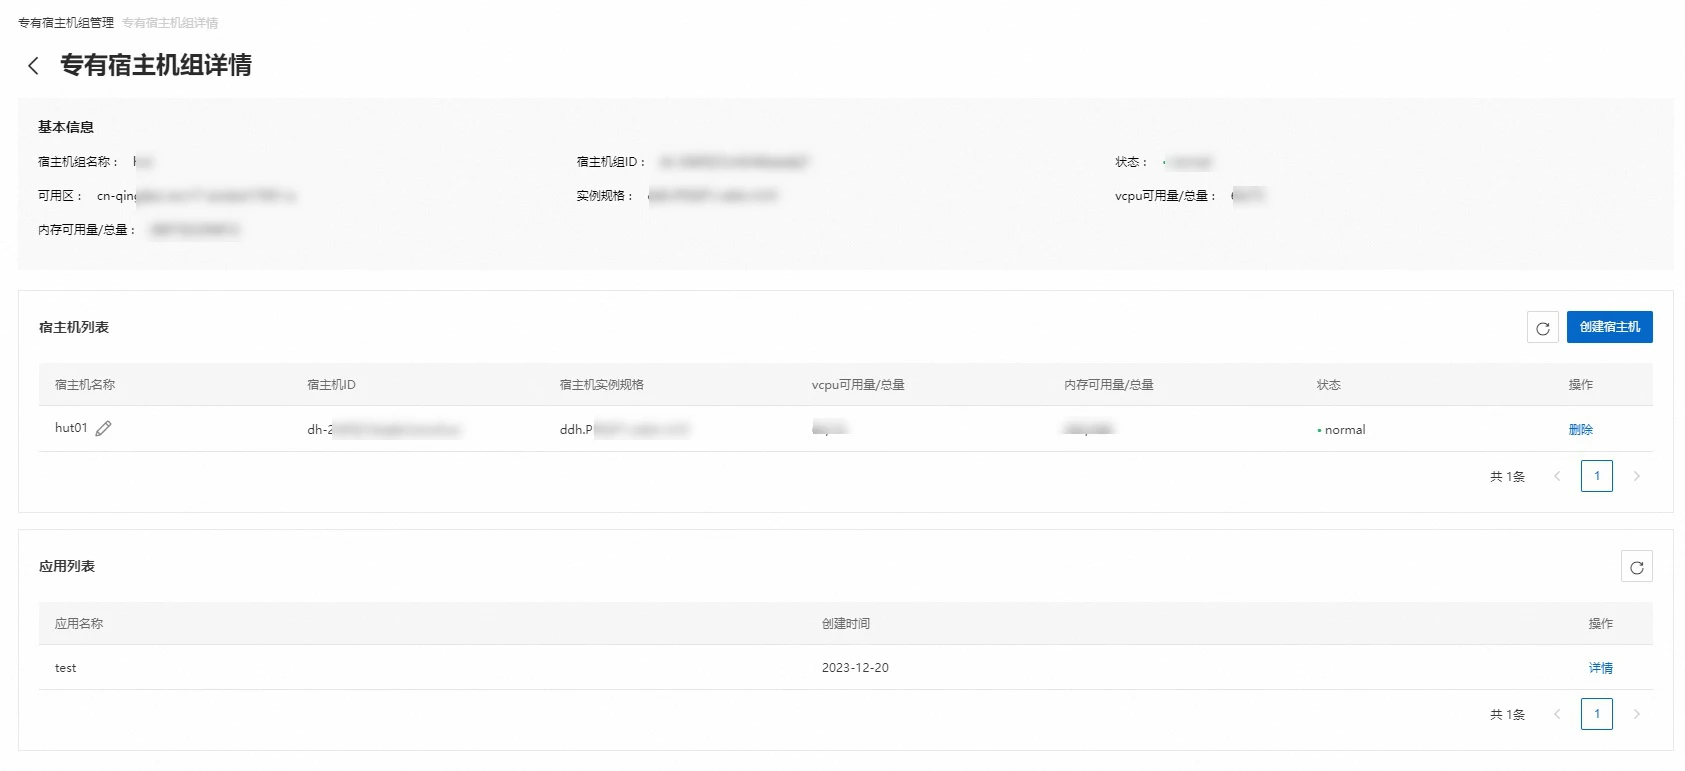 专有宿主机组管理 专有宿主机组详情
专有宿主机组详情
基本信息
宿主机组名称： 宿主机组ID： 状态：
可用区： cn-qing 实例规格： vcpu可用量/总量：
内存可用量/总量：
宿主机列表 创建宿主机
宿主机名称 宿主机ID 宿主机实例规格 vcpu可用量/总量 内存可用量/总量 状态 操作
hut01 dh-2 ddh.P normal 删除
共 1条 1
应用列表
应用名称 创建时间 操作
test 2023-12-20 详情
共 1条 1